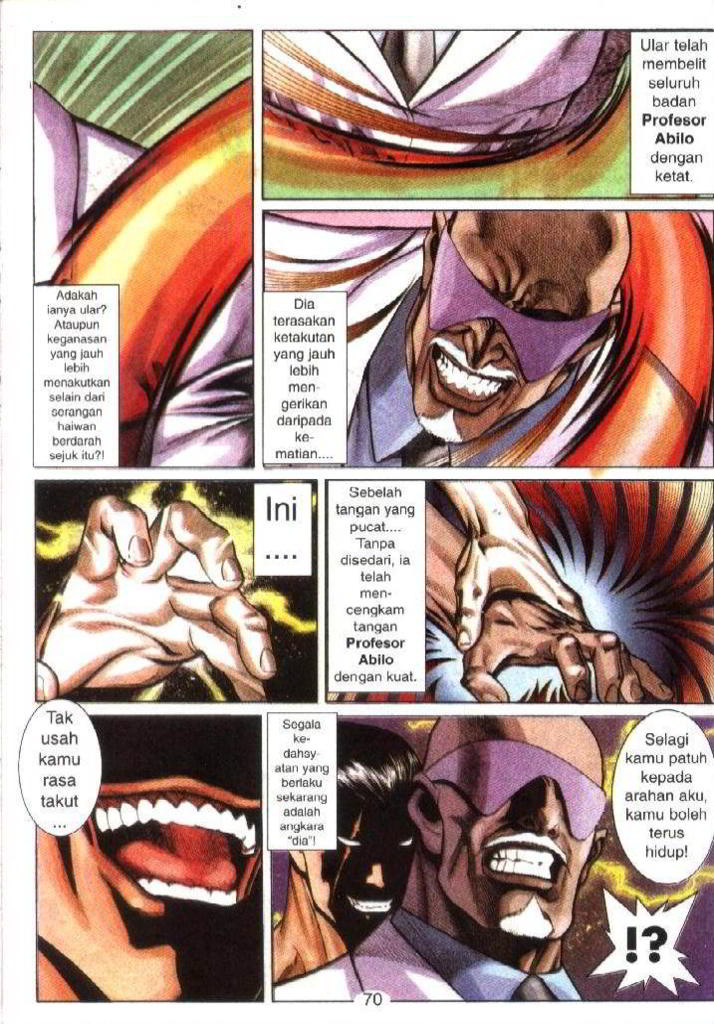 Ular telah
membelit
seluruh
badan
Profesor
Abilo
dengan
ketat.
Adakah
ianya ular?
Ataupun
keganasan
yang jauh
lebih
menakutkan
selain dari
serangan
haiwan
berdarah
sejuk itu?!
Dia
terasakan
ketakutan
yang jauh
lebih
men-
gerikan
daripada
ke-
matian....
Ini
....
Sebelah
tangan yang
pucat....
Tanpa
disedari, ia
telah
men-
cengkam
tangan
Profesor
Abilo
dengan kuat.
Tak
usah
kamu
rasa
takut
...
Segala
ke-
dahsy-
atan yang
berlaku
sekarang
adalah
angkara
"dia"!
Selagi
kamu patuh
kepada
arahan aku,
kamu boleh
terus
hidup!
!?
70